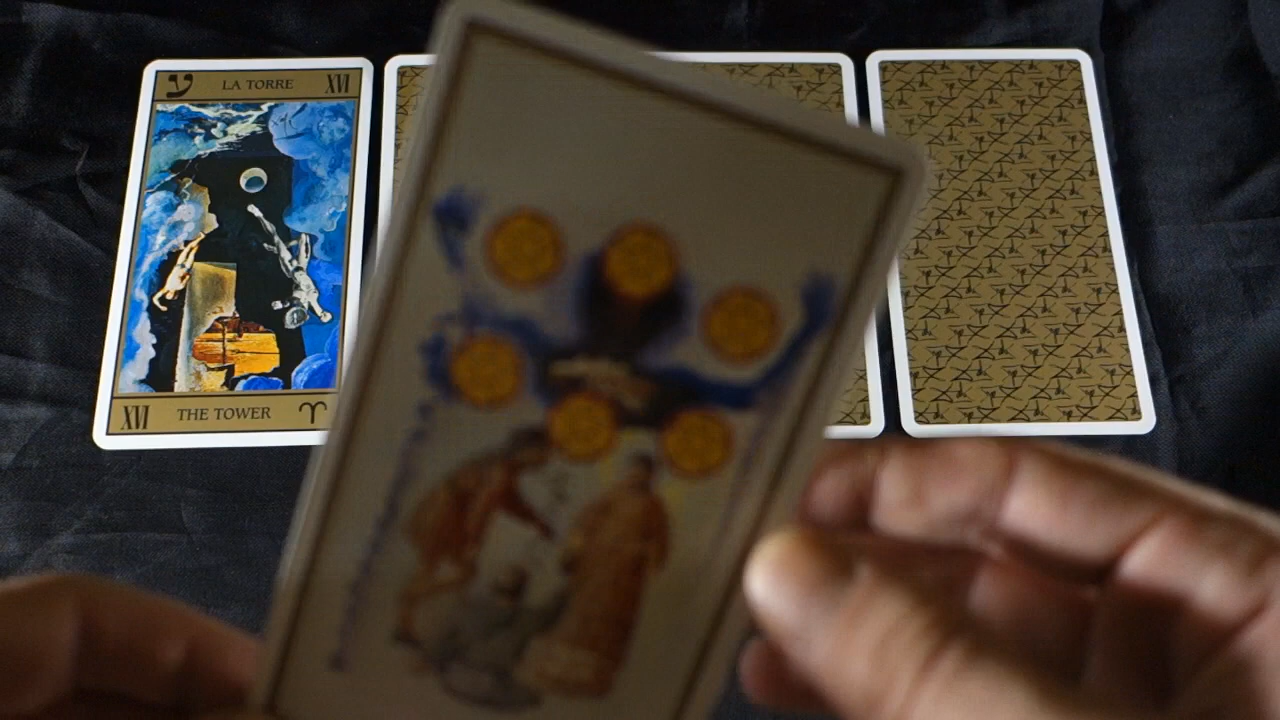 ע LA TORRE XVI
XVI THE TOWER ♈